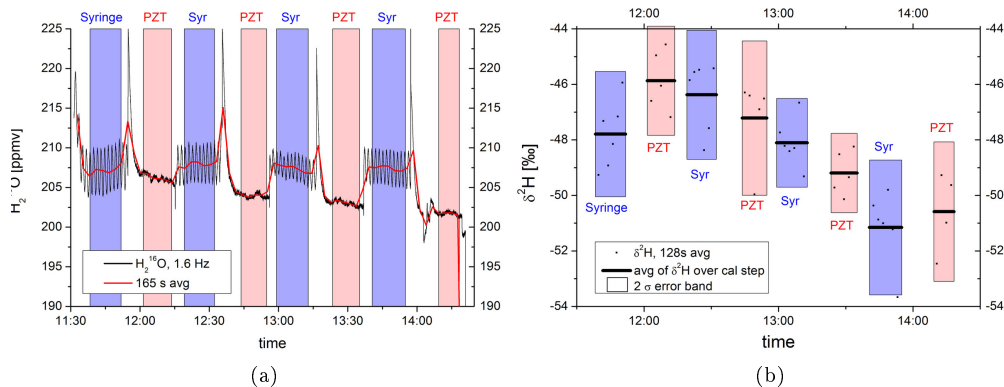 Syringe PZT Syr PZT Syr PZT Syr PZT
225
220
215
210
205
200
195
190
H₂¹⁶O [ppmv]
225
220
215
210
205
200
195
190
H₂¹⁶O, 1.6 Hz
165 s avg
11:30 12:00 12:30 13:00 13:30 14:00
time
(a)
12:00 13:00 14:00
-44
-46
-48
-50
-52
-54
δ²H [‰]
-44
-46
-48
-50
-52
-54
Syringe
PZT
Syr
PZT
Syr
PZT
Syr
PZT
δ²H, 128s avg
avg of δ²H over cal step
2 σ error band
12:00 13:00 14:00
time
(b)